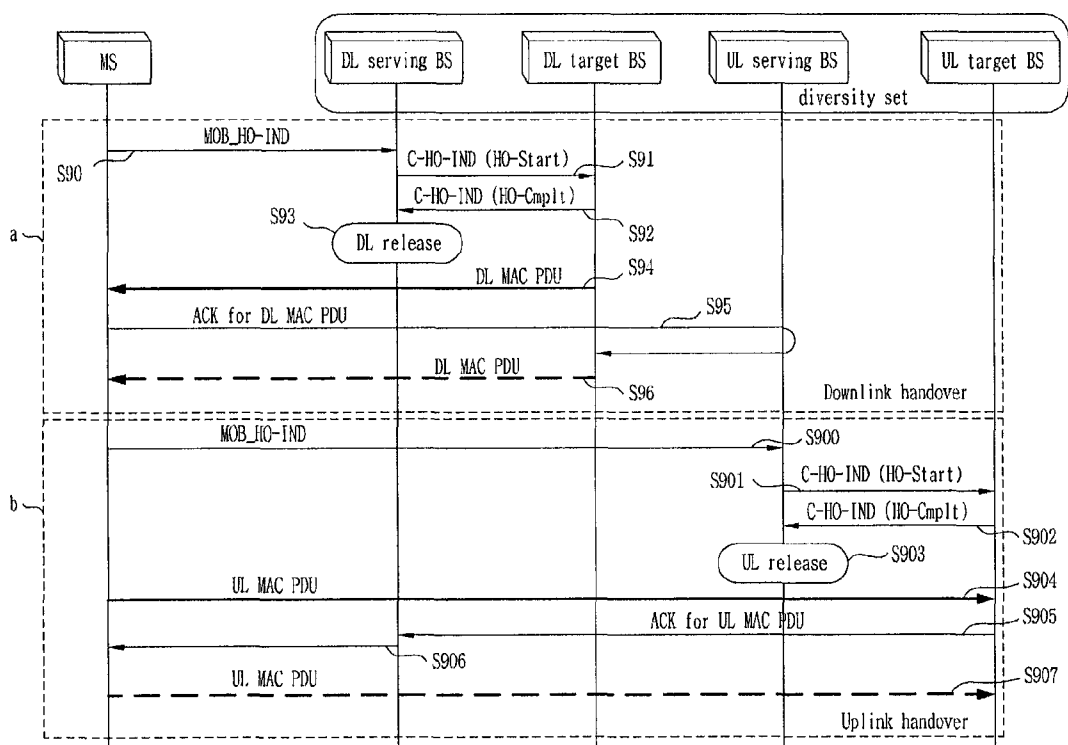 MS
DL serving BS
DL target BS
UL serving BS
UL target BS
diversity set
a
MOB_HO-IND
S90
C-HO-IND (HO-Start)
S91
C-HO-IND (HO-Cmplt)
S92
S93
DL release
DL MAC PDU
S94
ACK for DL MAC PDU
S95
DL MAC PDU
S96
Downlink handover
b
MOB_HO-IND
S900
S901
C-HO-IND (HO-Start)
C-HO-IND (HO-Cmplt)
S902
UL release
S903
UL MAC PDU
S904
ACK for UL MAC PDU
S905
S906
UL MAC PDU
S907
Uplink handover